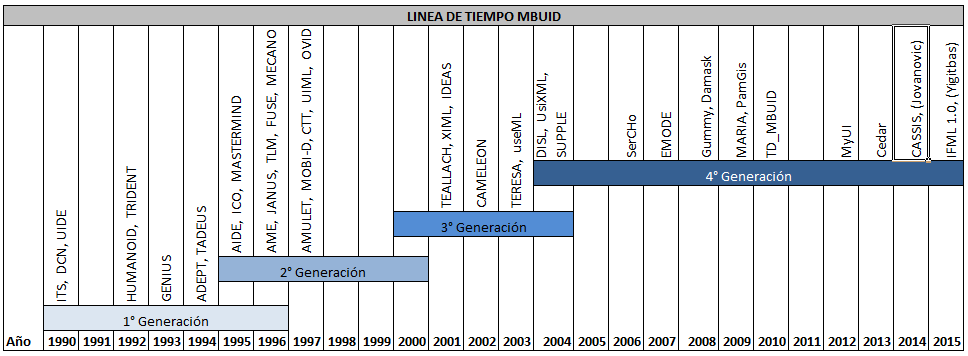 LINEA DE TIEMPO MBUID
ITS, DCN, UIDE
HUMANOID, TRIDENT
GENIUS
ADEPT, TADEUS
AIDE, ICO, MASTERMIND
AME, JANUS, TLM, FUSE, MECANO
AMULET, MOBI-D, CTT, UIML, OVID
TEALLACH, XIML, IDEAS
CAMELEON
TERESA, useML
DISL, UsiXML,
SUPPLE
SerCHo
EMODE
Gummy, Damask
MARIA, PamGis
TD_MBUID
MyUI
Cedar
CASSIS, (Jovanovic)
IFML 1.0, (Yigitbas)
4° Generación
3° Generación
2° Generación
1° Generación
Año 1990 1991 1992 1993 1994 1995 1996 1997 1998 1999 2000 2001 2002 2003 2004 2005 2006 2007 2008 2009 2010 2011 2012 2013 2014 2015